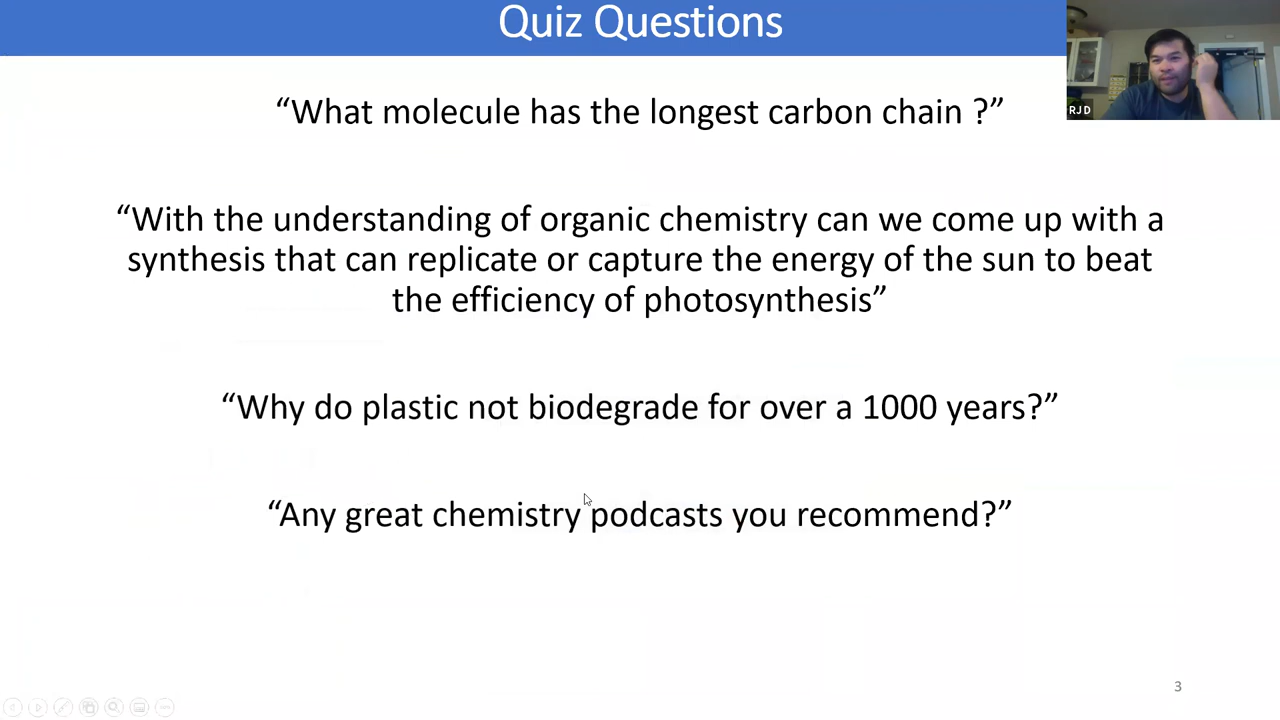 Quiz Questions
RJD
“What molecule has the longest carbon chain ?”
“With the understanding of organic chemistry can we come up with a
synthesis that can replicate or capture the energy of the sun to beat
the efficiency of photosynthesis”
“Why do plastic not biodegrade for over a 1000 years?”
“Any great chemistry podcasts you recommend?”
3